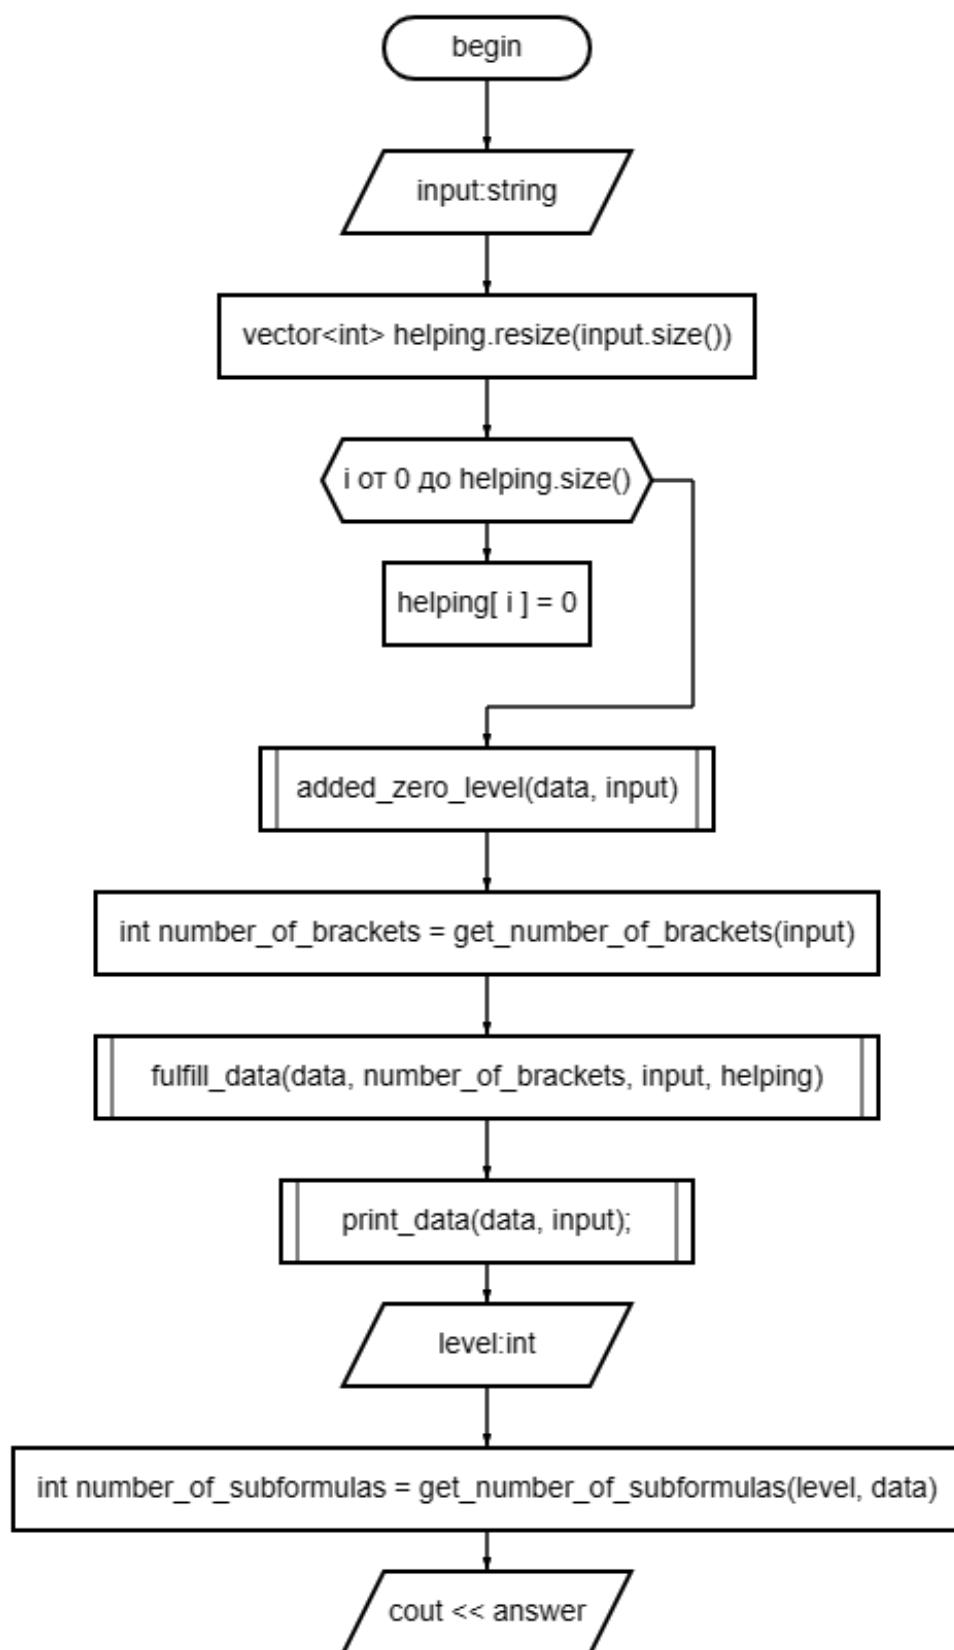 begin
input:string
vector<int> helping.resize(input.size())
i от 0 до helping.size()
helping[ i ] = 0
added_zero_level(data, input)
int number_of_brackets = get_number_of_brackets(input)
fulfill_data(data, number_of_brackets, input, helping)
print_data(data, input);
level:int
int number_of_subformulas = get_number_of_subformulas(level, data)
cout << answer